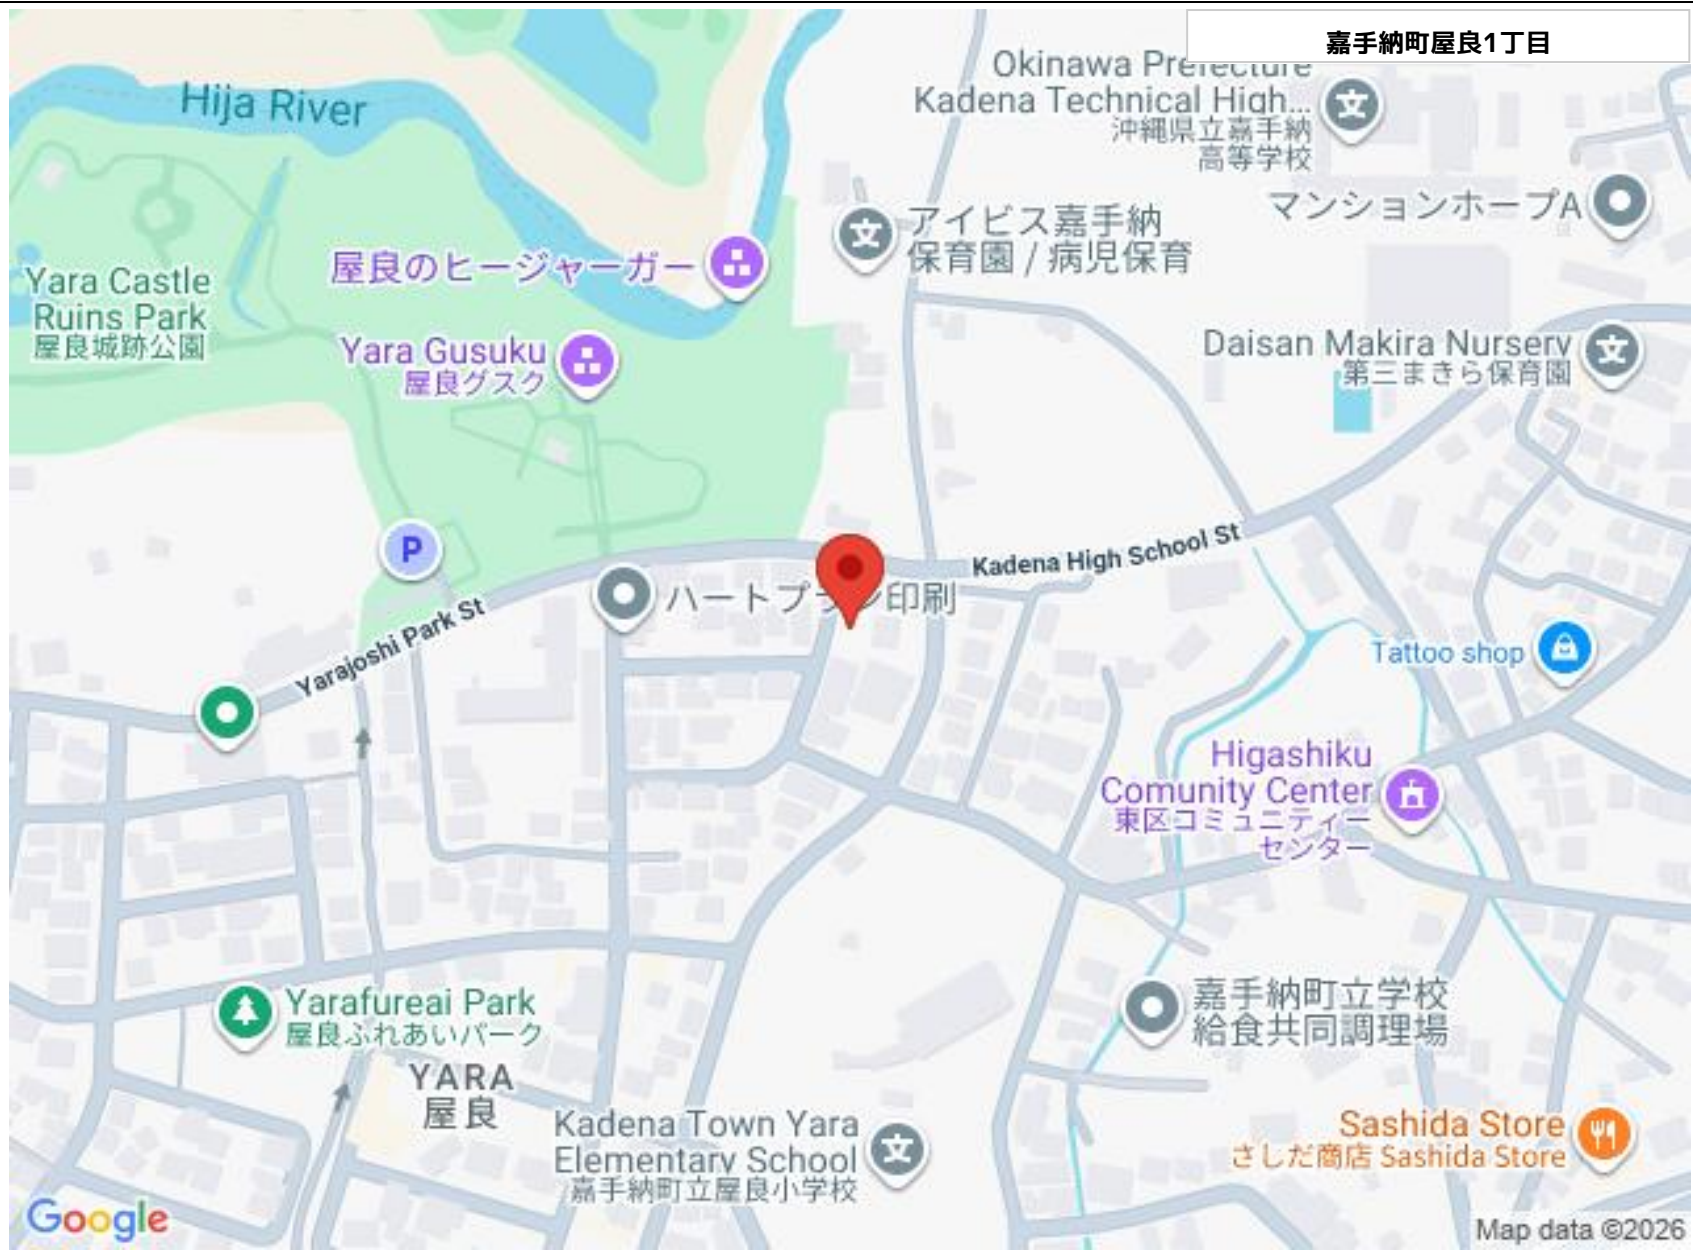 嘉手納町屋良1丁目
Okinawa Prefecture
Kadena Technical High...
沖縄県立嘉手納
高等学校
Hija River
マンションホープA
アイビス嘉手納
保育園 / 病児保育
屋良のヒージャーガー
Yara Castle
Ruins Park
屋良城跡公園
Yara Gusuku
屋良グスク
Daisan Makira Nursery
第三まきら保育園
P
Kadena High School St
ハートプラン印刷
Yarajoshi Park St
Tattoo shop
Higashiku
Comunity Center
東区コミュニティー
センター
Yarafureai Park
屋良ふれあいパーク
嘉手納町立学校
給食共同調理場
YARA
屋良
Kadena Town Yara
Elementary School
嘉手納町立屋良小学校
Sashida Store
さしだ商店 Sashida Store
Google
Map data ©2026